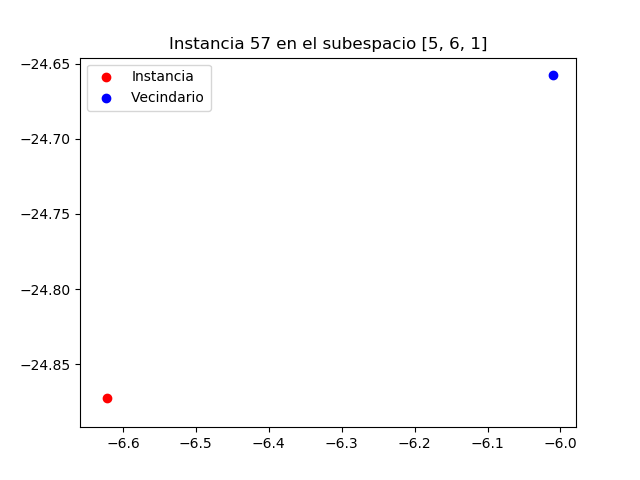 Instancia 57 en el subespacio [5, 6, 1]
Instancia
Vecindario
−24.65
−24.70
−24.75
−24.80
−24.85
−6.6 −6.5 −6.4 −6.3 −6.2 −6.1 −6.0